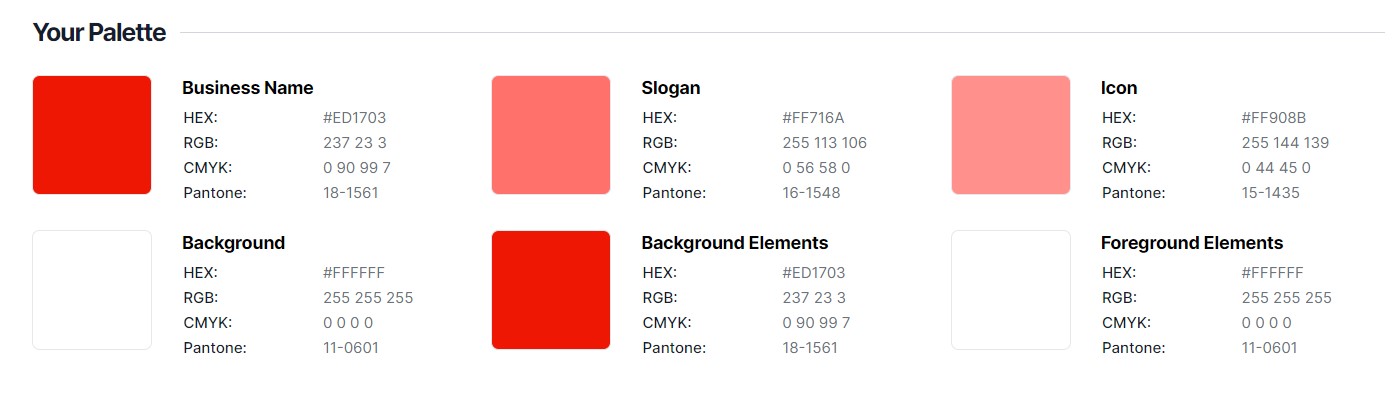 Your Palette
Business Name
HEX: #ED1703
RGB: 237 23 3
CMYK: 0 90 99 7
Pantone: 18-1561
Slogan
HEX: #FF716A
RGB: 255 113 106
CMYK: 0 56 58 0
Pantone: 16-1548
Icon
HEX: #FF908B
RGB: 255 144 139
CMYK: 0 44 45 0
Pantone: 15-1435
Background
HEX: #FFFFFF
RGB: 255 255 255
CMYK: 0 0 0 0
Pantone: 11-0601
Background Elements
HEX: #ED1703
RGB: 237 23 3
CMYK: 0 90 99 7
Pantone: 18-1561
Foreground Elements
HEX: #FFFFFF
RGB: 255 255 255
CMYK: 0 0 0 0
Pantone: 11-0601